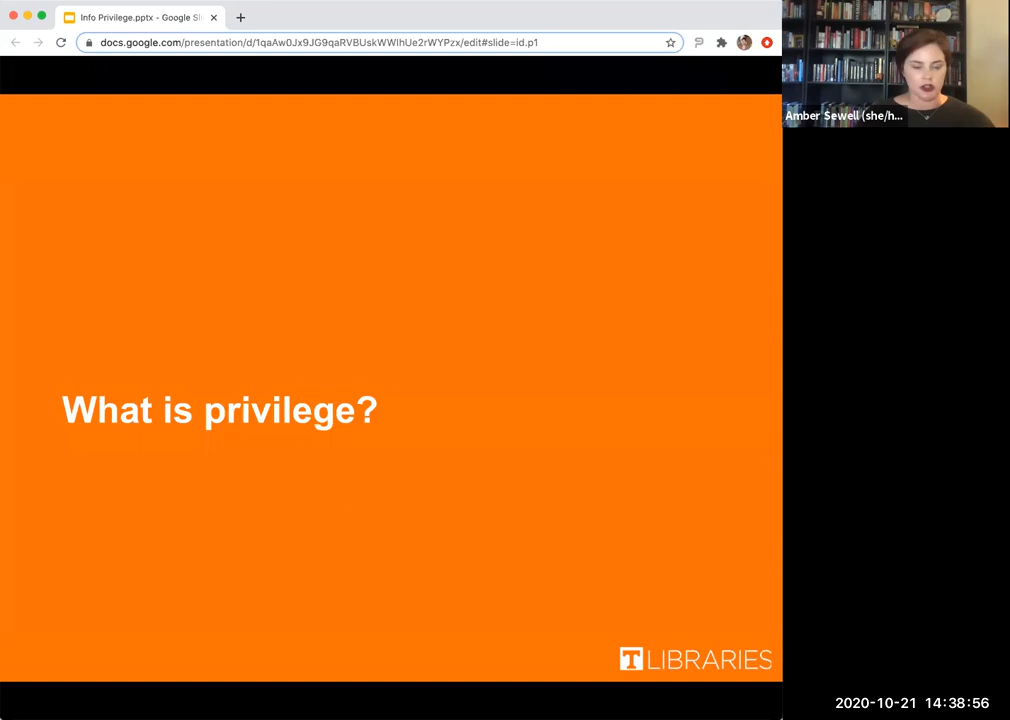 Info Privilege.pptx - Google Sli
docs.google.com/presentation/d/1qaAw0Jx9JG9qaRVBUskWWIhUe2rWYPzx/edit#slide=id.p1
Amber Sewell (she/h...
What is privilege?
T LIBRARIES
2020-10-21 14:38:56